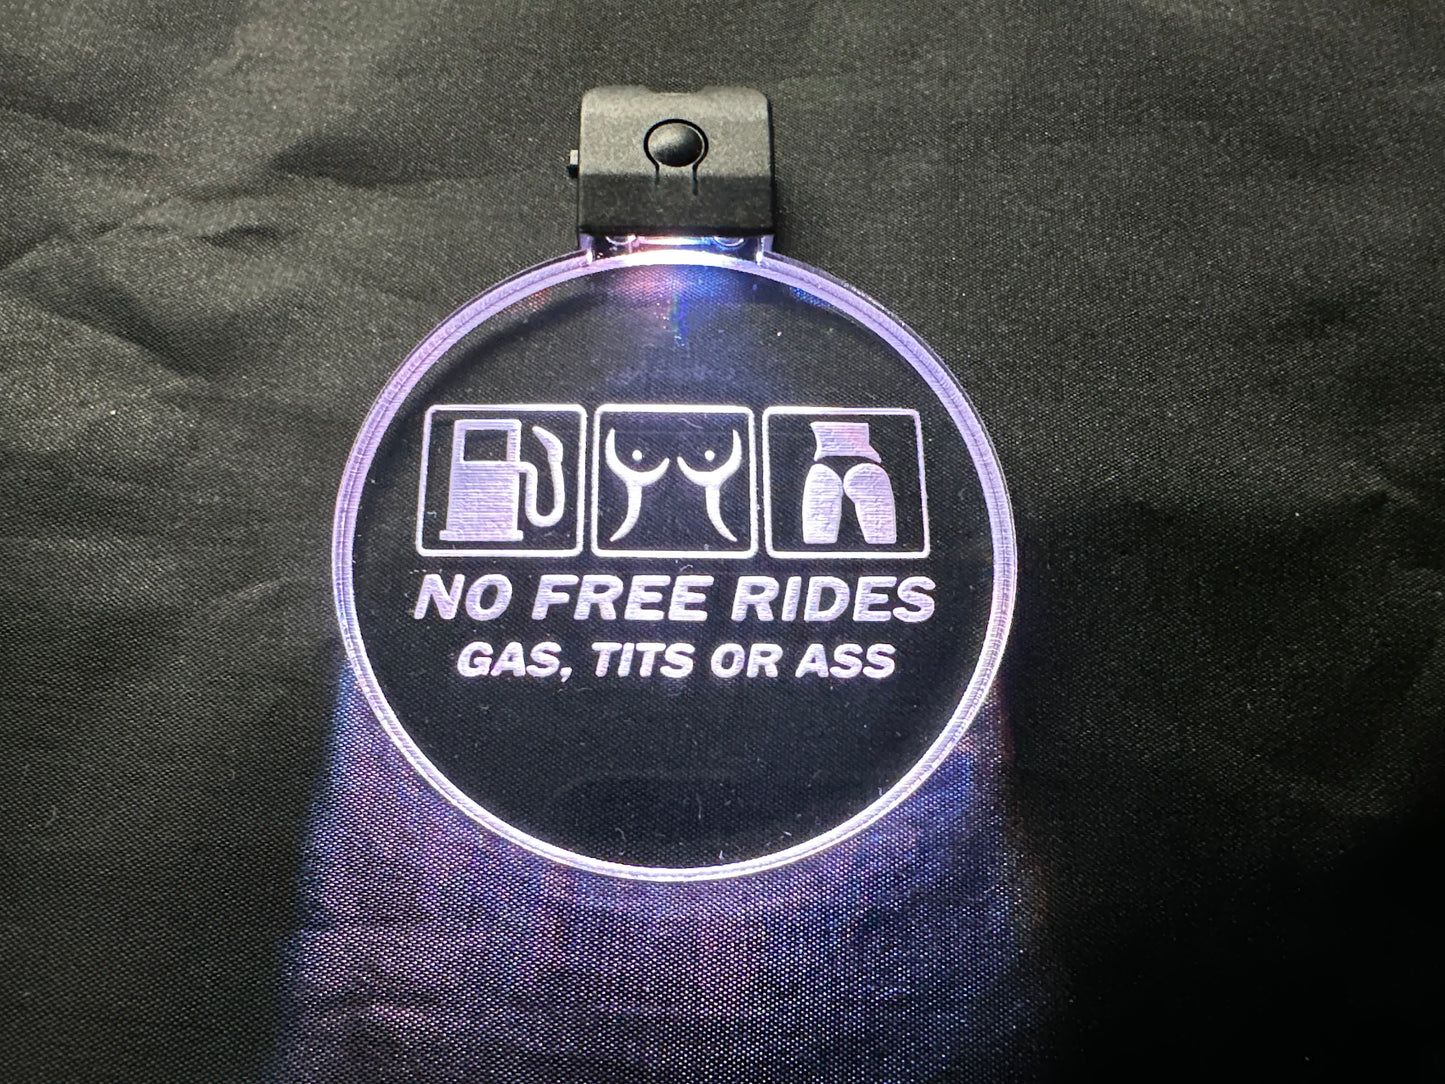 NO FREE RIDES
GAS, TITS OR ASS